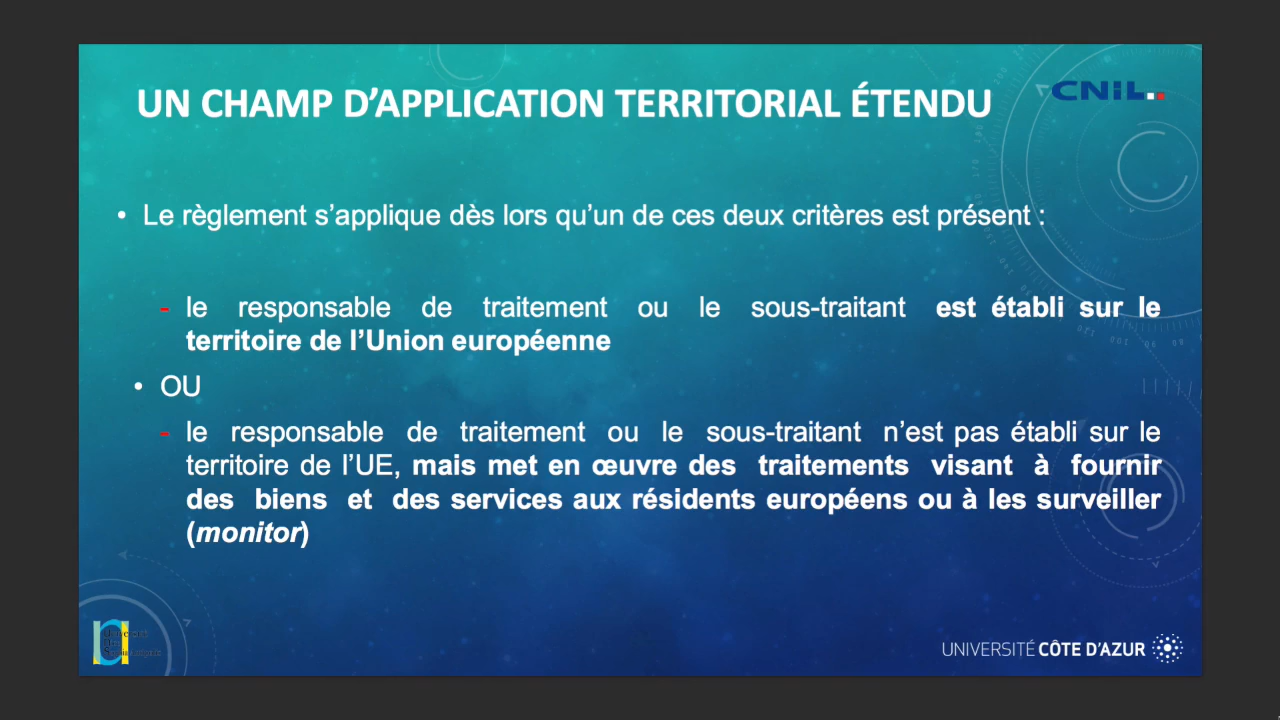 UN CHAMP D’APPLICATION TERRITORIAL ÉTENDU
CNIL
• Le règlement s’applique dès lors qu’un de ces deux critères est présent :
- le responsable de traitement ou le sous-traitant est établi sur le
territoire de l’Union européenne
• OU
- le responsable de traitement ou le sous-traitant n’est pas établi sur le
territoire de l’UE, mais met en œuvre des traitements visant à fournir
des biens et des services aux résidents européens ou à les surveiller
(monitor)
UNIVERSITÉ CÔTE D’AZUR